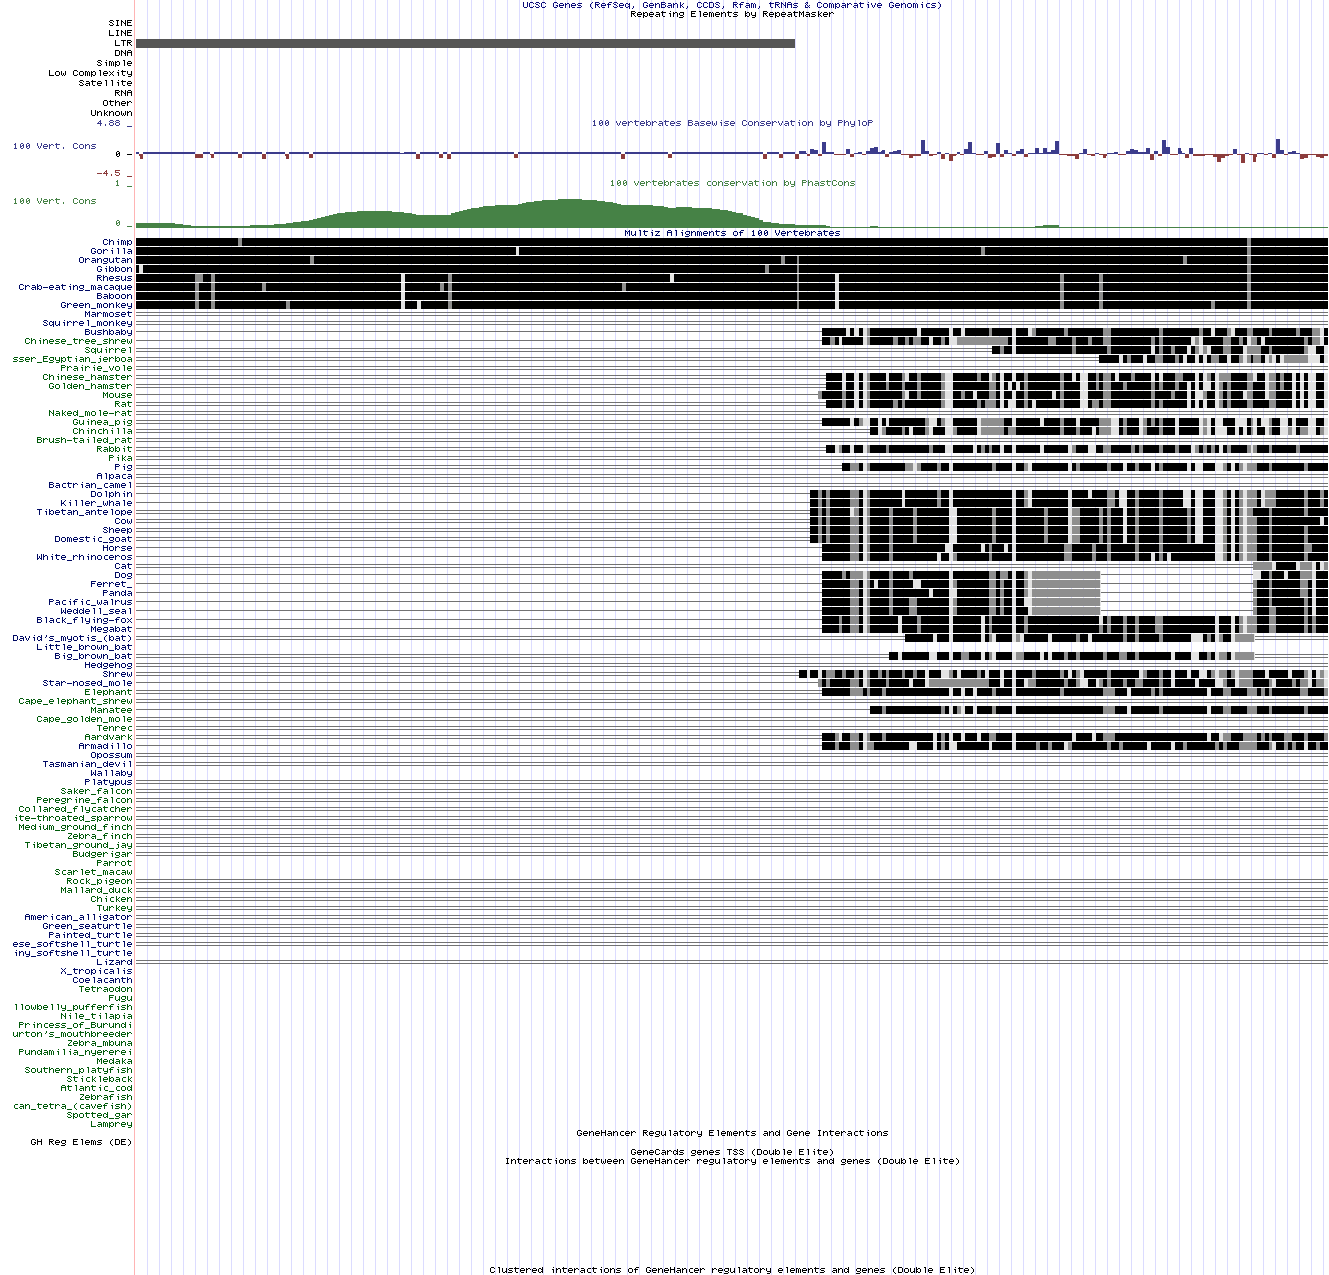 UCSC Genes (RefSeq, GenBank, CCDS, Rfam, tRNAs & Comparative Genomics)
Repeating Elements by RepeatMasker
SINE
LINE
LTR
DNA
Simple
Low Complexity
Satellite
RNA
Other
Unknown
4.88 _
100 vertebrates Basewise Conservation by PhyloP
100 Vert. Cons
0 _
-4.5 _
1 _
100 vertebrates conservation by PhastCons
100 Vert. Cons
0 _
Multiz Alignments of 100 Vertebrates
Chimp
Gorilla
Orangutan
Gibbon
Rhesus
Crab-eating_macaque
Baboon
Green_monkey
Marmoset
Squirrel_monkey
Bushbaby
Chinese_tree_shrew
Squirrel
sser_Egyptian_jerboa
Prairie_vole
Chinese_hamster
Golden_hamster
Mouse
Rat
Naked_mole-rat
Guinea_pig
Chinchilla
Brush-tailed_rat
Rabbit
Pika
Pig
Alpaca
Bactrian_camel
Dolphin
Killer_whale
Tibetan_antelope
Cow
Sheep
Domestic_goat
Horse
White_rhinoceros
Cat
Dog
Ferret_
Panda
Pacific_walrus
Weddell_seal
Black_flying-fox
Megabat
David's_myotis_(bat)
Little_brown_bat
Big_brown_bat
Hedgehog
Shrew
Star-nosed_mole
Elephant
Cape_elephant_shrew
Manatee
Cape_golden_mole
Tenrec
Aardvark
Armadillo
Opossum
Tasmanian_devil
Wallaby
Platypus
Saker_falcon
Peregrine_falcon
Collared_flycatcher
ite-throated_sparrow
Medium_ground_finch
Zebra_finch
Tibetan_ground_jay
Budgerigar
Parrot
Scarlet_macaw
Rock_pigeon
Mallard_duck
Chicken
Turkey
American_alligator
Green_seaturtle
Painted_turtle
ese_softshell_turtle
iny_softshell_turtle
Lizard
X_tropicalis
Coelacanth
Tetraodon
Fugu
llowbelly_pufferfish
Nile_tilapia
Princess_of_Burundi
urton's_mouthbreeder
Zebra_mbuna
Pundamilia_nyererei
Medaka
Southern_platyfish
Stickleback
Atlantic_cod
Zebrafish
can_tetra_(cavefish)
Spotted_gar
Lamprey
GeneHancer Regulatory Elements and Gene Interactions
GH Reg Elems (DE)
GeneCards genes TSS (Double Elite)
Interactions between GeneHancer regulatory elements and genes (Double Elite)
Clustered interactions of GeneHancer regulatory elements and genes (Double Elite)